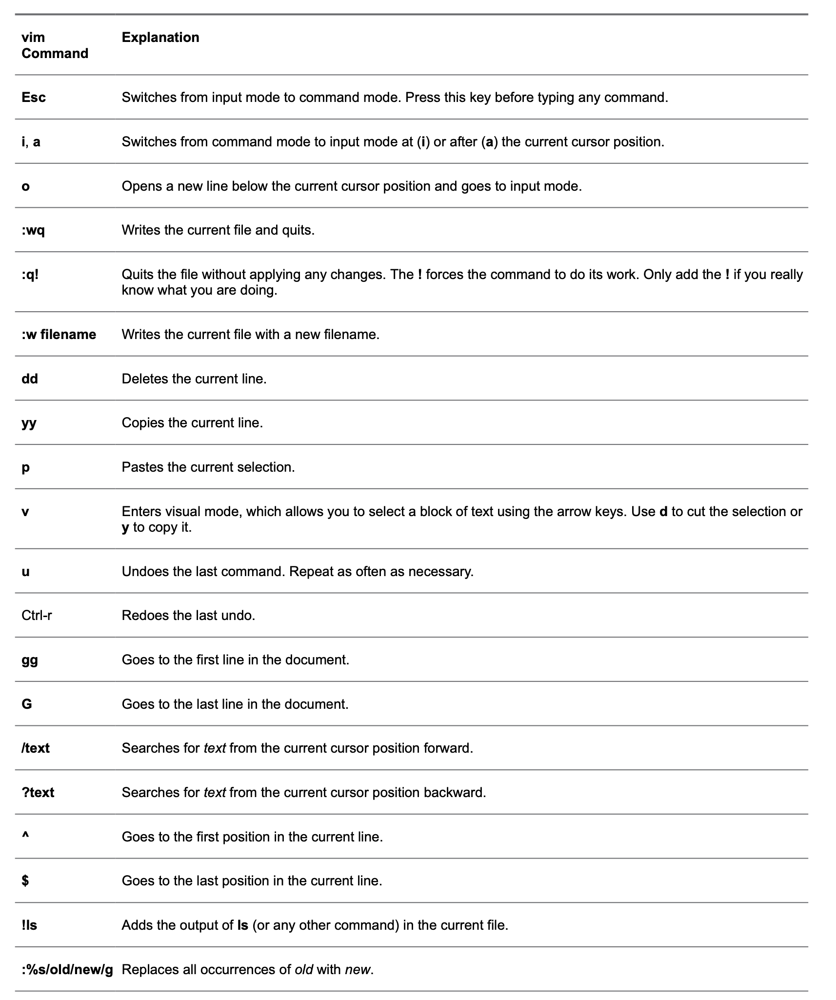 vim Explanation
Command
Esc Switches from input mode to command mode. Press this key before typing any command.
i, a Switches from command mode to input mode at (i) or after (a) the current cursor position.
o Opens a new line below the current cursor position and goes to input mode.
:wq Writes the current file and quits.
:q! Quits the file without applying any changes. The ! forces the command to do its work. Only add the ! if you really
know what you are doing.
:w filename Writes the current file with a new filename.
dd Deletes the current line.
yy Copies the current line.
p Pastes the current selection.
v Enters visual mode, which allows you to select a block of text using the arrow keys. Use d to cut the selection or
y to copy it.
u Undoes the last command. Repeat as often as necessary.
Ctrl-r Redoes the last undo.
gg Goes to the first line in the document.
G Goes to the last line in the document.
/text Searches for text from the current cursor position forward.
?text Searches for text from the current cursor position backward.
^ Goes to the first position in the current line.
$ Goes to the last position in the current line.
!ls Adds the output of ls (or any other command) in the current file.
:%s/old/new/g Replaces all occurrences of old with new.